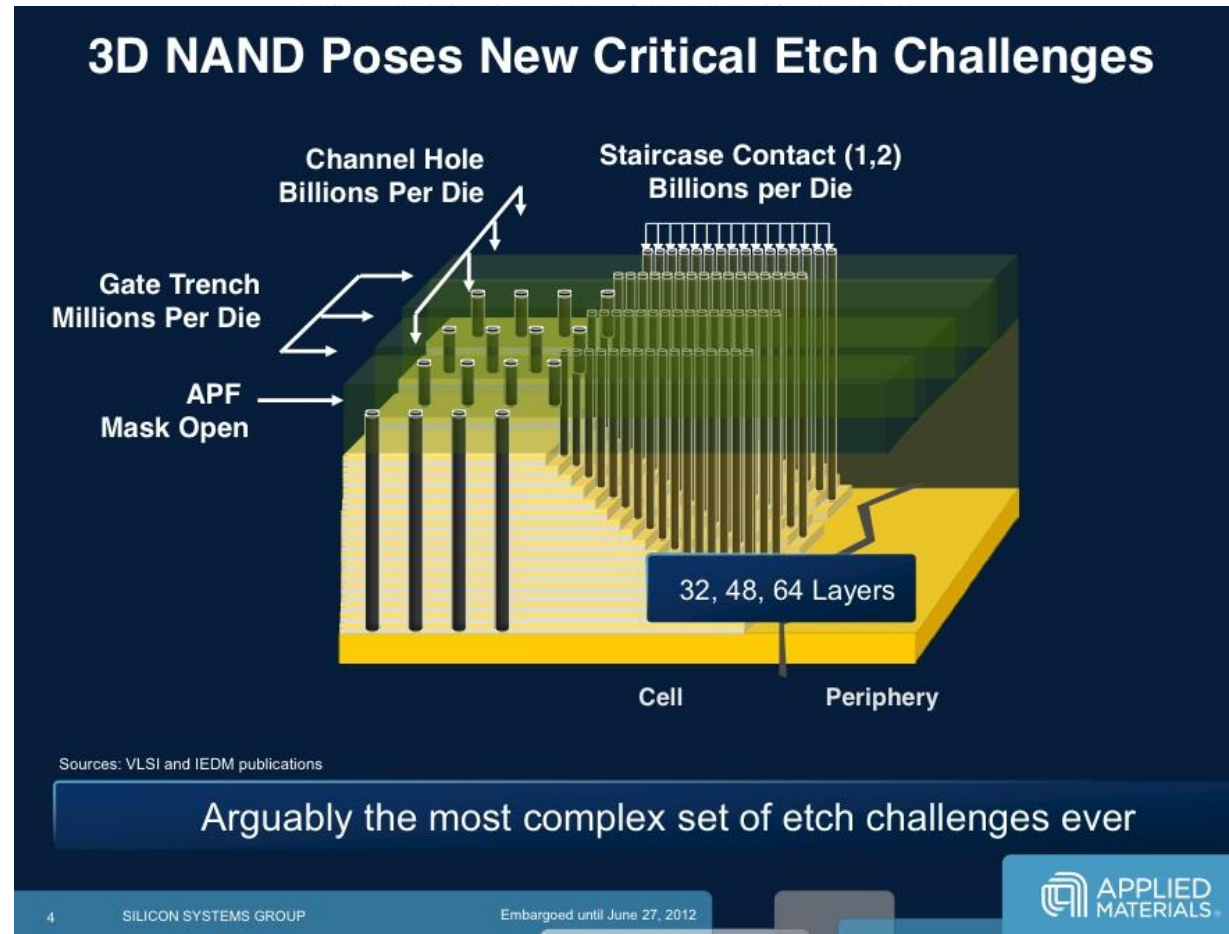 3D NAND Poses New Critical Etch Challenges
Channel Hole
Billions Per Die
Staircase Contact (1,2)
Billions per Die
Gate Trench
Millions Per Die
APF
Mask Open
32, 48, 64 Layers
Cell
Periphery
Sources: VLSI and IEDM publications
Arguably the most complex set of etch challenges ever
4
SILICON SYSTEMS GROUP
Embargoed until June 27, 2012
APPLIED
MATERIALS®